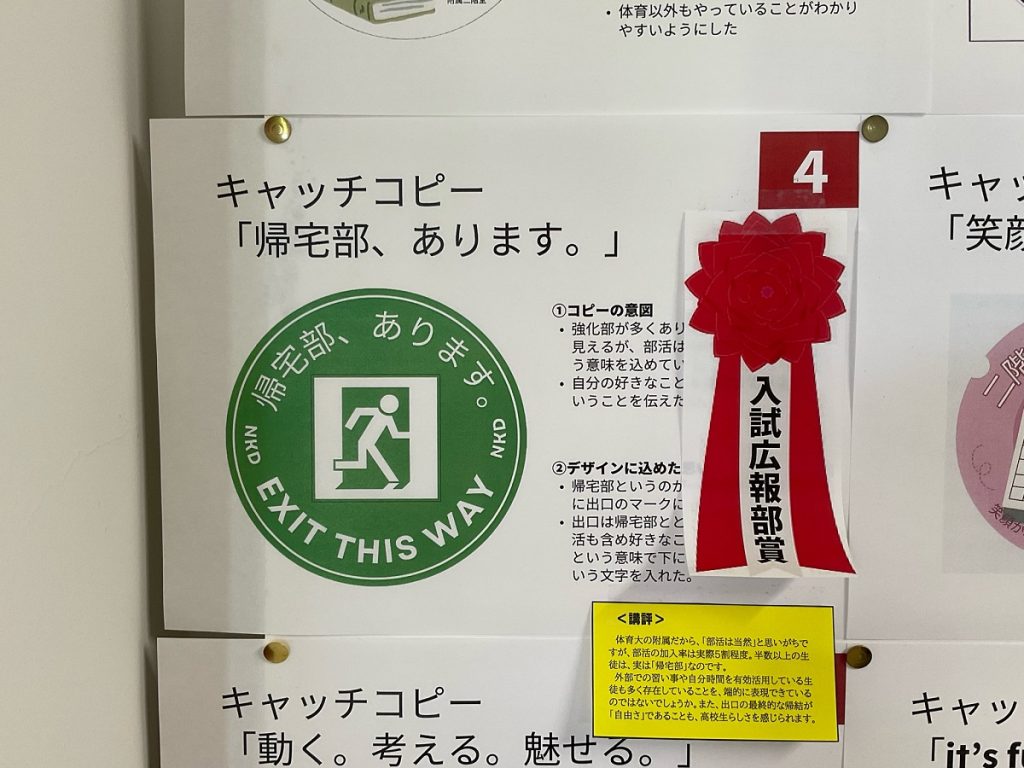 附属二階堂
• 体育以外もやっていることがわかり
やすいようにした
4
キャッチコピー
「帰宅部、あります。」
帰宅部、あります。
NKD
NKD
EXIT THIS WAY
①コピーの意図
• 強化部が多くあり
見えるが、部活は
う意味を込めてい
• 自分の好きなこと
いうことを伝えた
②デザインに込めた
• 帰宅部というのが
に出口のマークに
• 出口は帰宅部とと
活も含め好きなこ
という意味で下に
いう文字を入れた。
入試広報部賞
＜講評＞
体育大の附属だから、「部活は当然」と思いがち
ですが、部活の加入率は実際5割程度。半数以上の生
徒は、実は「帰宅部」なのです。
外部での習い事や自分時間を有効活用している生
徒も多く存在していることを、端的に表現できている
のではないでしょうか。また、出口の最終的な帰結が
「自由さ」であることも、高校生らしさを感じられます。
キャッ
「笑顔
二階
笑顔が
キャッチコピー
「動く。考える。魅せる。」
キャッ
「it's fu